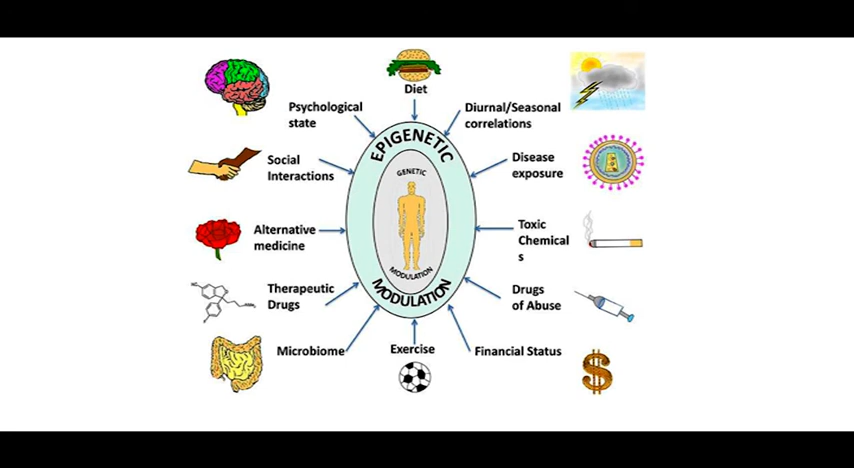 Diet
Psychological
state
Diurnal/Seasonal
correlations
EPIGENETIC
Social
Interactions
GENETIC
Disease
exposure
Alternative
medicine
Toxic
Chemical
s
MODULATION
Therapeutic
Drugs
MODULATION
Drugs
of Abuse
Microbiome
Exercise
Financial Status
$